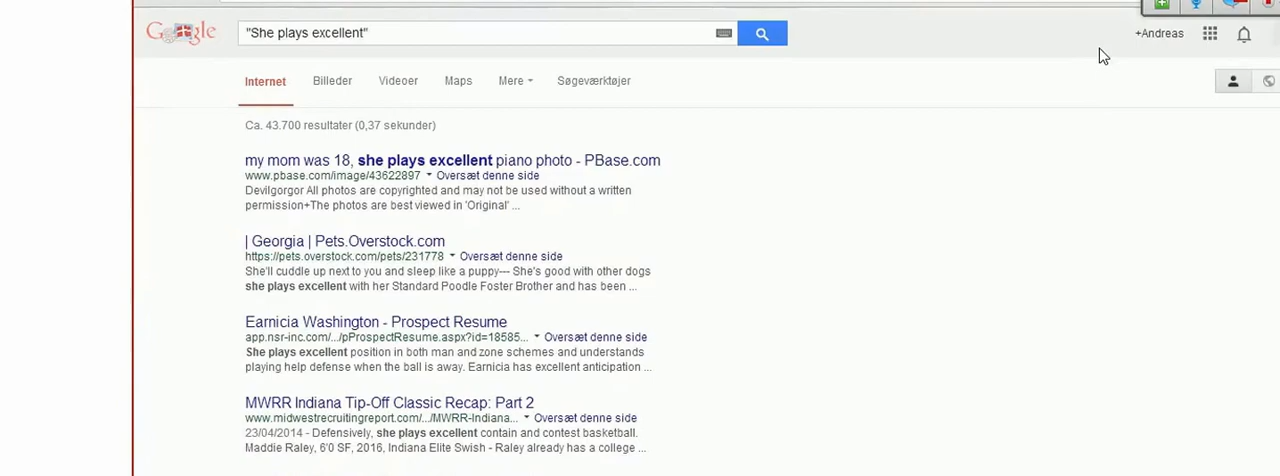 Google
"She plays excellent"
+Andreas
Internet Billeder Videoer Maps Mere Søgeværktøjer
Ca. 43.700 resultater (0,37 sekunder)
my mom was 18, she plays excellent piano photo - PBase.com
www.pbase.com/image/43622897 Oversæt denne side
Devilgorgor All photos are copyrighted and may not be used without a written
permission+The photos are best viewed in 'Original' ...
| Georgia | Pets.Overstock.com
https://pets.overstock.com/pets/231778 Oversæt denne side
She'll cuddle up next to you and sleep like a puppy--- She's good with other dogs
she plays excellent with her Standard Poodle Foster Brother and has been ...
Earnicia Washington - Prospect Resume
app.nsr-inc.com/.../pProspectResume.aspx?id=18585... Oversæt denne side
She plays excellent position in both man and zone schemes and understands
playing help defense when the ball is away. Earnicia has excellent anticipation ...
MWRR Indiana Tip-Off Classic Recap: Part 2
www.midwestrecruitingreport.com/.../MWRR-Indiana... Oversæt denne side
23/04/2014 - Defensively, she plays excellent contain and contest basketball.
Maddie Raley, 6'0 SF, 2016, Indiana Elite Swish - Raley already has a college ...